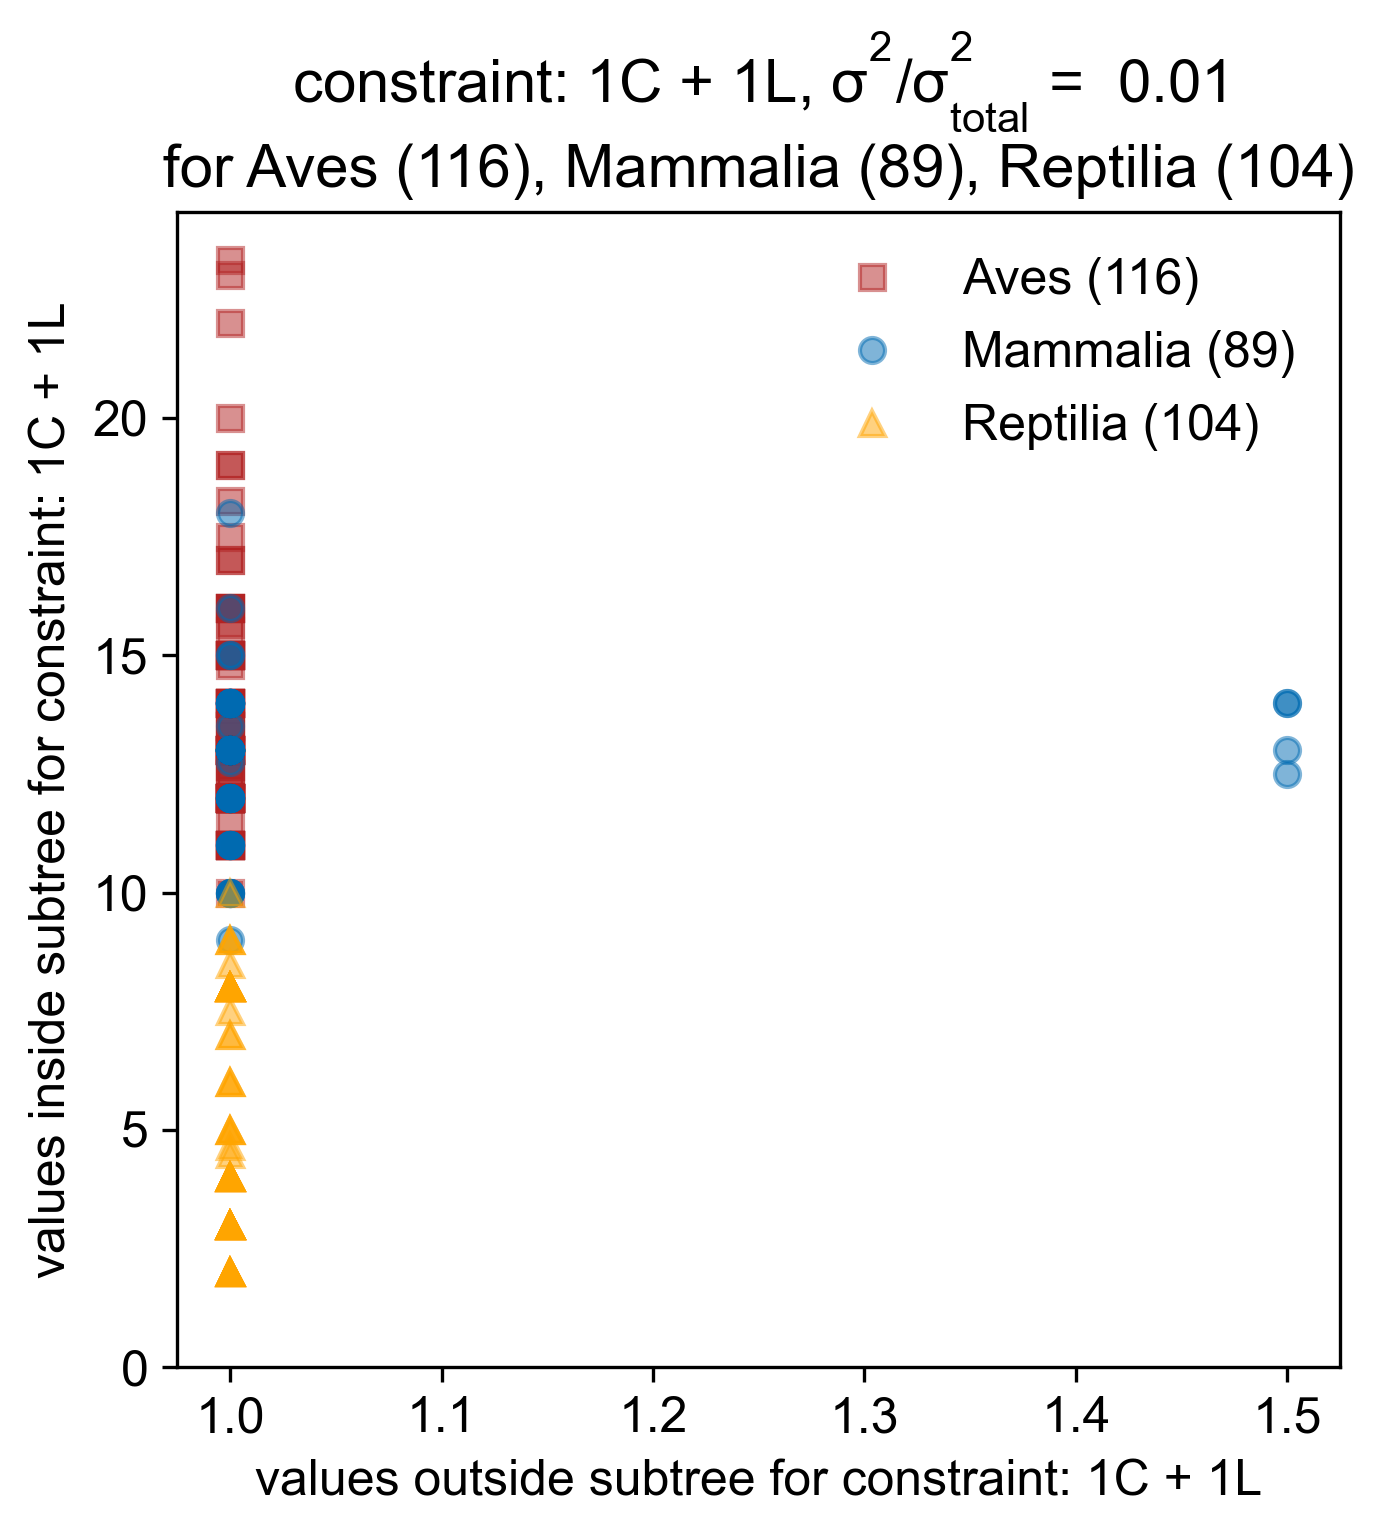 constraint: 1C + 1L, σ²/σ²total = 0.01
for Aves (116), Mammalia (89), Reptilia (104)
Aves (116)
Mammalia (89)
Reptilia (104)
values inside subtree for constraint: 1C + 1L
20
15
10
5
0
1.0 1.1 1.2 1.3 1.4 1.5
values outside subtree for constraint: 1C + 1L